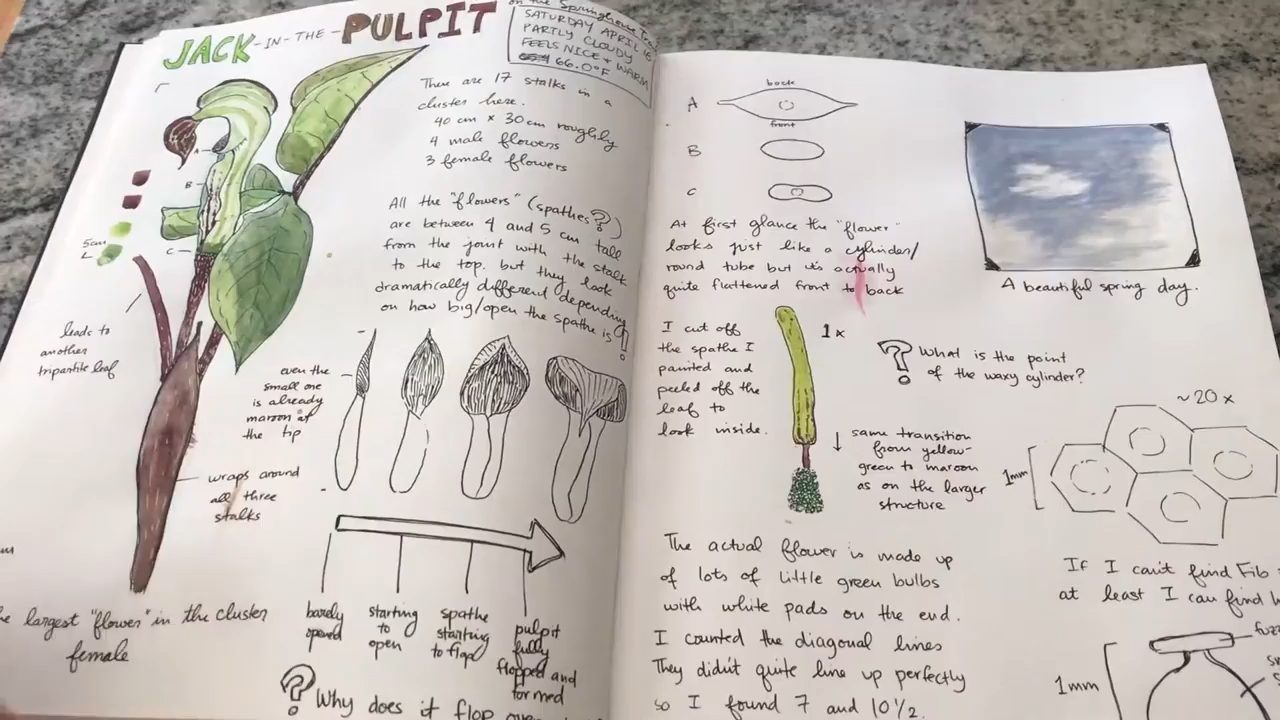 JACK-IN-THE-PULPIT
on the Springhouse
SATURDAY APRIL 16
PARTLY CLOUDY
FEELS NICE & WARM
66.0°F
There are 17 stalks in a
cluster here.
40 cm x 30 cm roughly
4 male flowers
3 female flowers
A
B
C
5cm
leads to
another
tripartite leaf
All the "flowers" (spathes?)
are between 4 and 5 cm tall
from the joint with the stalk
to the top. but they look
dramatically different depending
on how big/open the spathe is!
even the
small one
is already
maroon at
the tip
wraps around
all three
stalks
largest "flower" in the cluster
female
barely
opened
starting
to
open
spathe
starting
to flop
pulpit
fully
flopped and
formed
? Why does it flop
A
back
front
B
C
At first glance the "flower"
looks just like a cylinder/
round tube but it's actually
quite flattened front to back
A beautiful spring day.
I cut off
the spathe I
painted and
peeled off the
leaf to
look inside.
1x
same transition
from yellow-
green to maroon
as on the larger
structure
? What is the point
of the waxy cylinder?
~20x
1mm
The actual flower is made up
of lots of little green bulbs
with white pads on the end.
I counted the diagonal lines
They didn't quite line up perfectly
so I found 7 and 10½.
If I can't find Fib
at least I can find
1mm